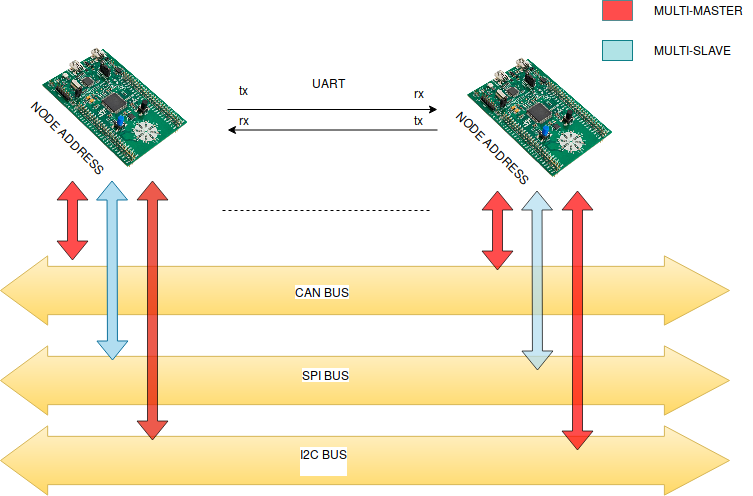 MULTI-MASTER
MULTI-SLAVE
UART
tx
rx
rx
tx
NODE ADDRESS
NODE ADDRESS
CAN BUS
SPI BUS
I2C BUS